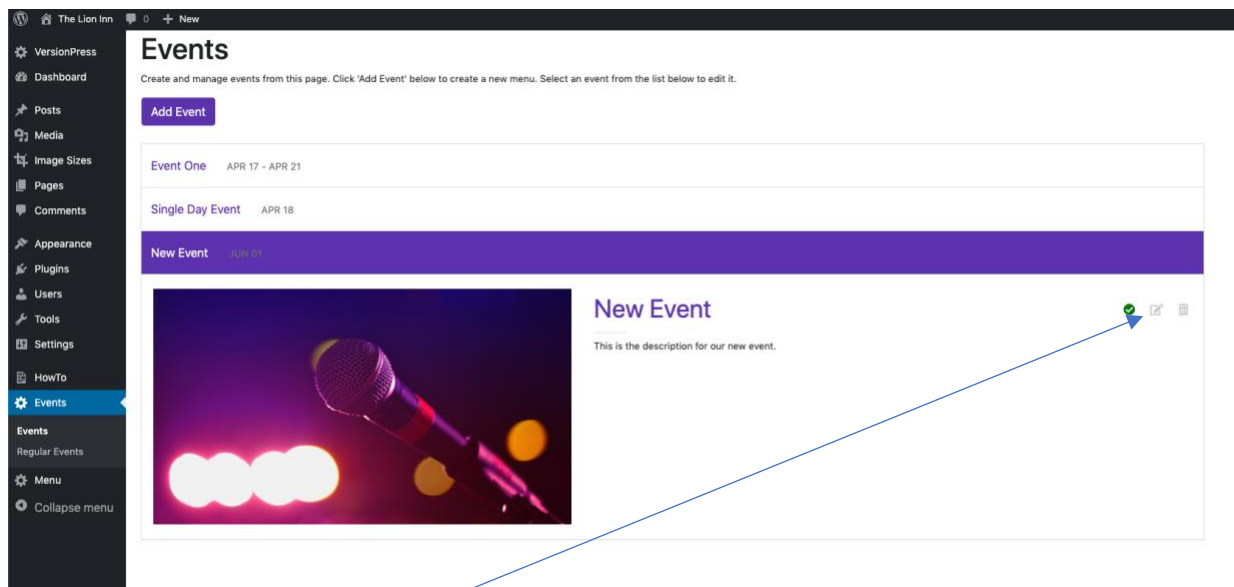 The Lion Inn 0 + New
VersionPress
Dashboard
Posts
Media
Image Sizes
Pages
Comments
Appearance
Plugins
Users
Tools
Settings
HowTo
Events
Events
Regular Events
Menu
Collapse menu
Events
Create and manage events from this page. Click 'Add Event' below to create a new menu. Select an event from the list below to edit it.
Add Event
Event One APR 17 - APR 21
Single Day Event APR 18
New Event JUN 01
New Event
This is the description for our new event.